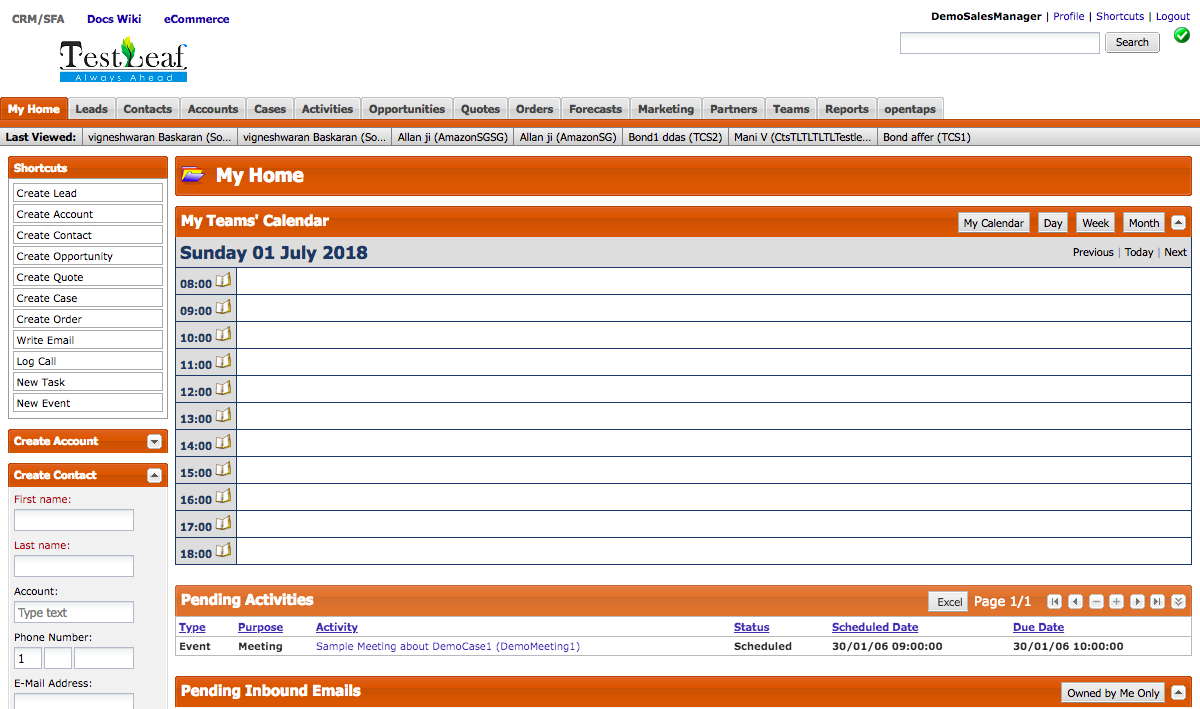 CRM/SFA Docs Wiki eCommerce
DemoSalesManager | Profile | Shortcuts | Logout
TestLeaf
Always Ahead
Search
My Home Leads Contacts Accounts Cases Activities Opportunities Quotes Orders Forecasts Marketing Partners Teams Reports opentaps
Last Viewed: vigneshwaran Baskaran (So... vigneshwaran Baskaran (So... Allan ji (AmazonSGSG) Allan ji (AmazonSG) Bond1 ddas (TCS2) Mani V (CtsTLTLTLTLTestle... Bond affer (TCS1)
Shortcuts
Create Lead
Create Account
Create Contact
Create Opportunity
Create Quote
Create Case
Create Order
Write Email
Log Call
New Task
New Event
Create Account
Create Contact
First name:
Last name:
Account:
Type text
Phone Number:
1
E-Mail Address:
My Home
My Teams' Calendar My Calendar Day Week Month
Sunday 01 July 2018 Previous | Today | Next
08:00
09:00
10:00
11:00
12:00
13:00
14:00
15:00
16:00
17:00
18:00
Pending Activities Excel Page 1/1
Type Purpose Activity Status Scheduled Date Due Date
Event Meeting Sample Meeting about DemoCase1 (DemoMeeting1) Scheduled 30/01/06 09:00:00 30/01/06 10:00:00
Pending Inbound Emails Owned by Me Only